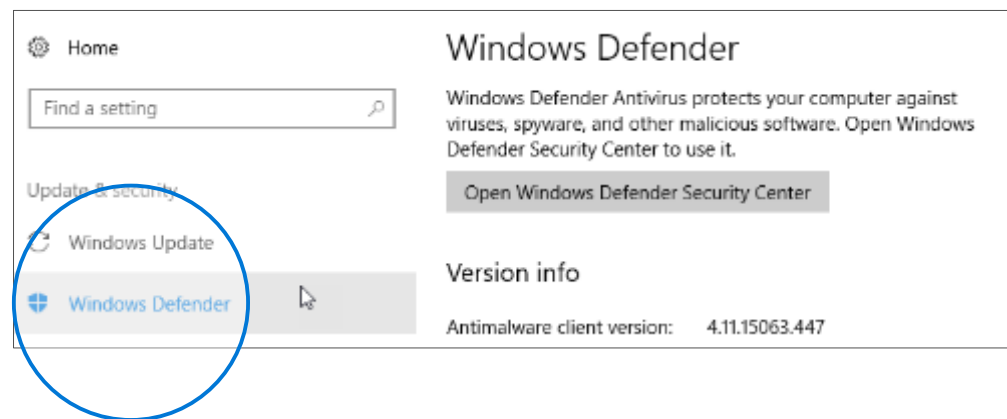 Home
Find a setting
Update & security
Windows Update
Windows Defender
Windows Defender
Windows Defender Antivirus protects your computer against
viruses, spyware, and other malicious software. Open Windows
Defender Security Center to use it.
Open Windows Defender Security Center
Version info
Antimalware client version: 4.11.15063.447